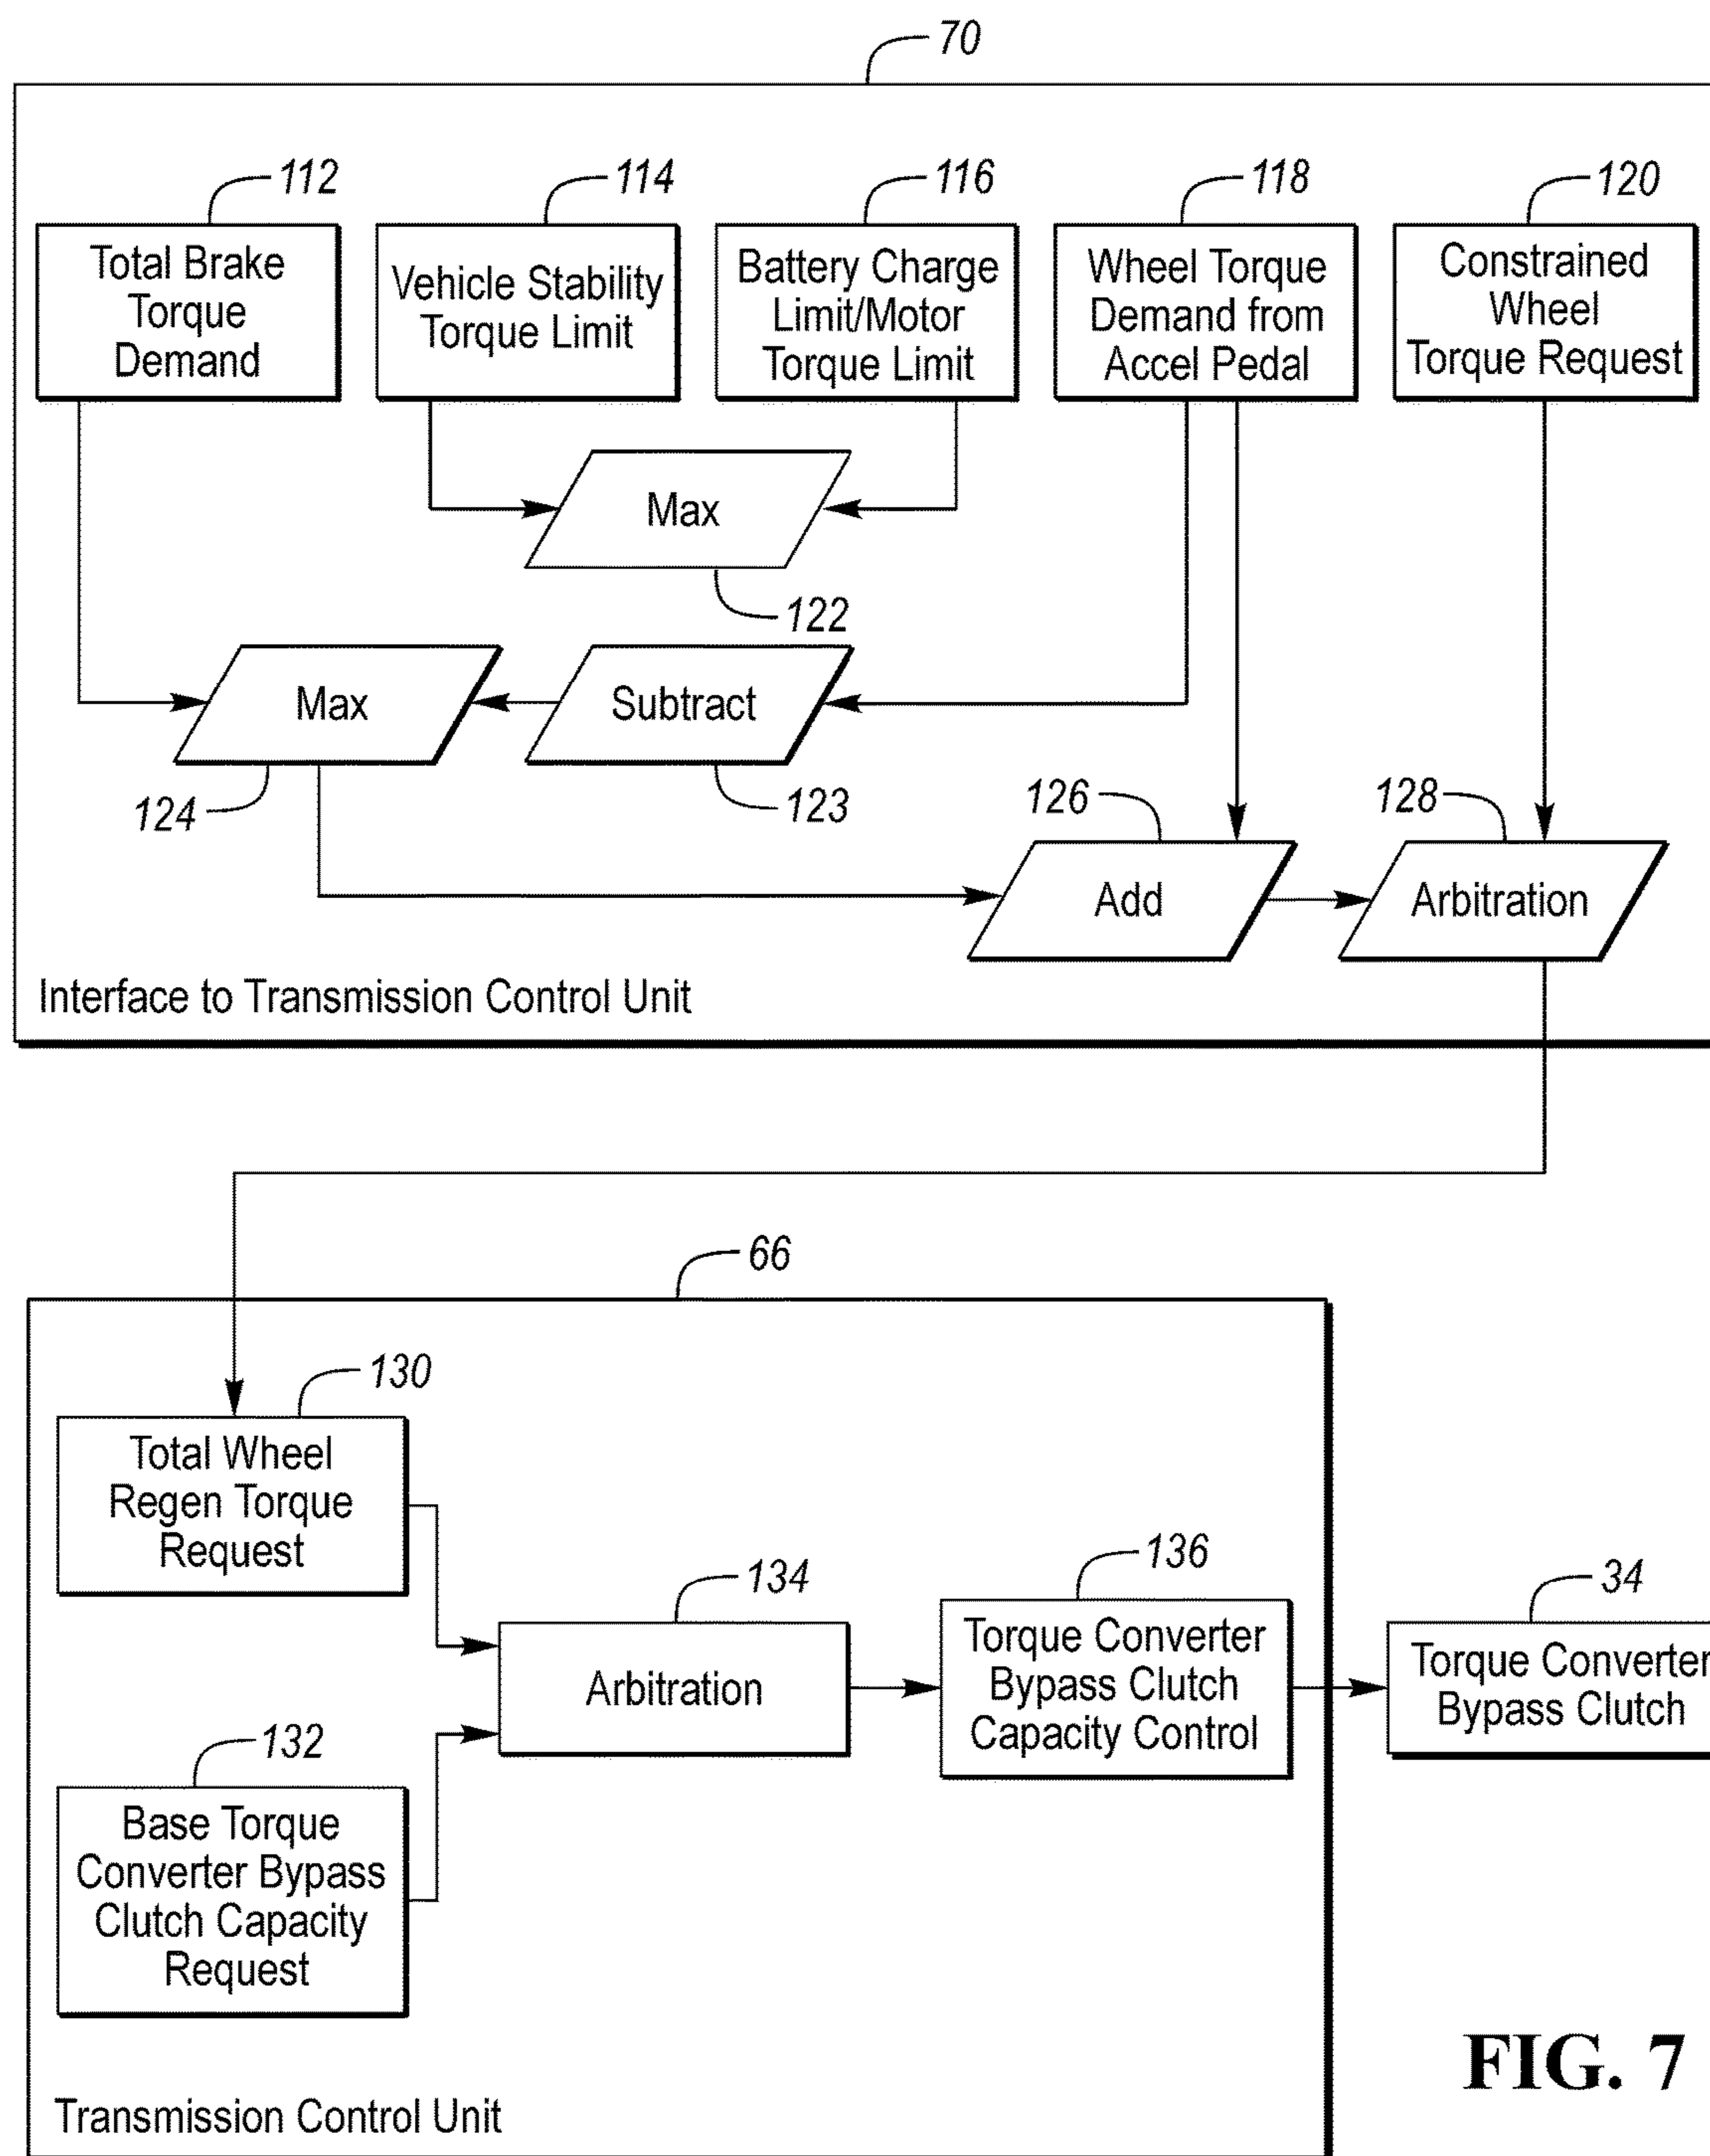 70
112
114
116
118
120
Total Brake
Torque
Demand
Vehicle Stability
Torque Limit
Battery Charge
Limit/Motor
Torque Limit
Wheel Torque
Demand from
Accel Pedal
Constrained
Wheel
Torque Request
Max
122
Max
Subtract
124
123
126
128
Add
Arbitration
Interface to Transmission Control Unit
66
130
Total Wheel
Regen Torque
Request
134
136
34
Arbitration
Torque Converter
Bypass Clutch
Capacity Control
Torque Converter
Bypass Clutch
132
Base Torque
Converter Bypass
Clutch Capacity
Request
Transmission Control Unit
FIG. 7